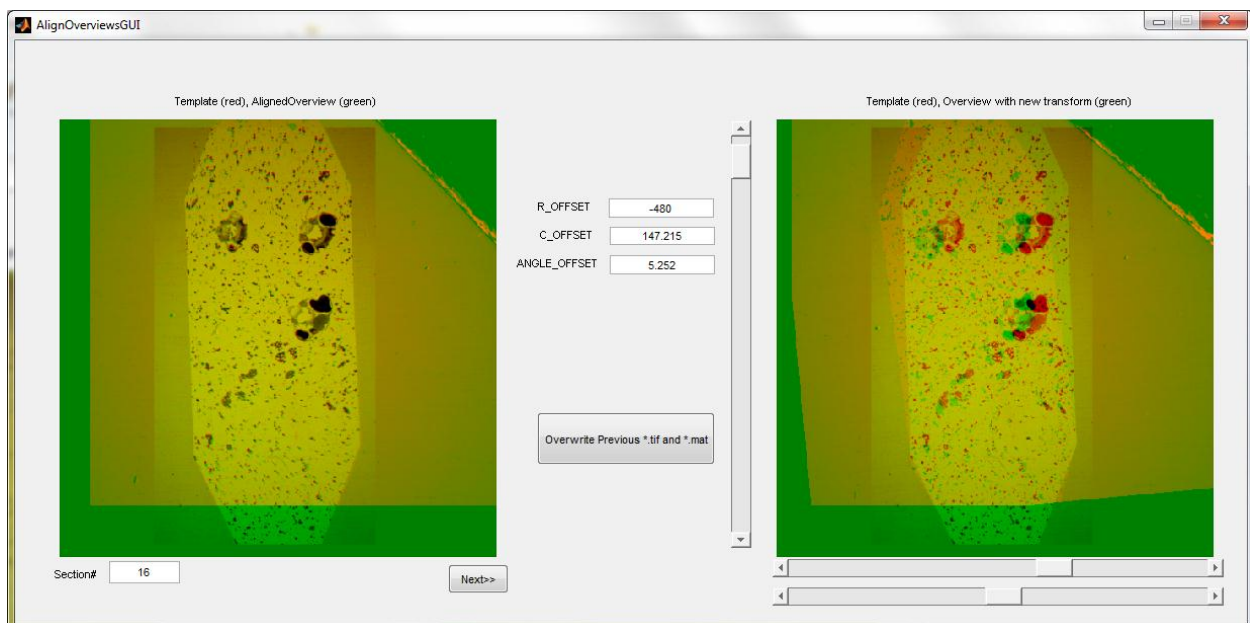 AlignOverviewsGUI
Template (red), AlignedOverview (green)
Template (red), Overview with new transform (green)
R_OFFSET -480
C_OFFSET 147.215
ANGLE_OFFSET 5.252
Overwrite Previous *.tif and *.mat
Section# 16
Next>>